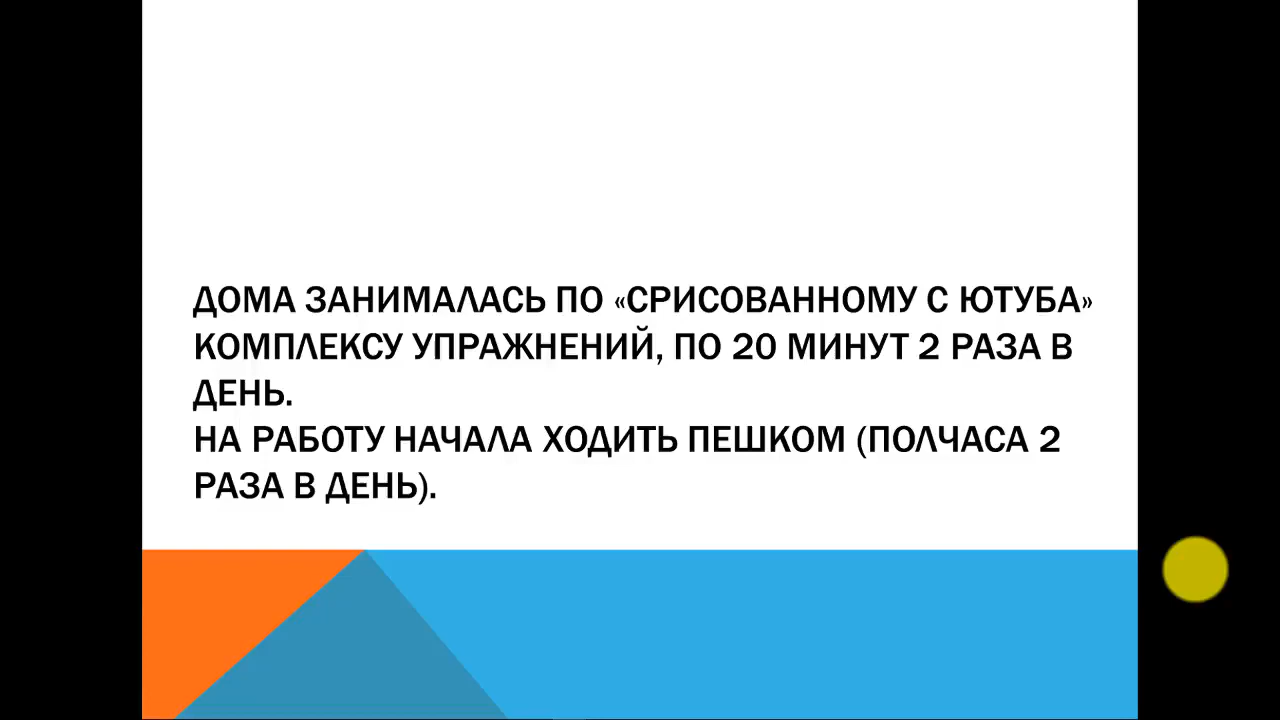 ДОМА ЗАНИМАЛАСЬ ПО «СРИСОВАННОМУ С ЮТУБА»
КОМПЛЕКСУ УПРАЖНЕНИЙ, ПО 20 МИНУТ 2 РАЗА В
ДЕНЬ.
НА РАБОТУ НАЧАЛА ХОДИТЬ ПЕШКОМ (ПОЛЧАСА 2
РАЗА В ДЕНЬ).